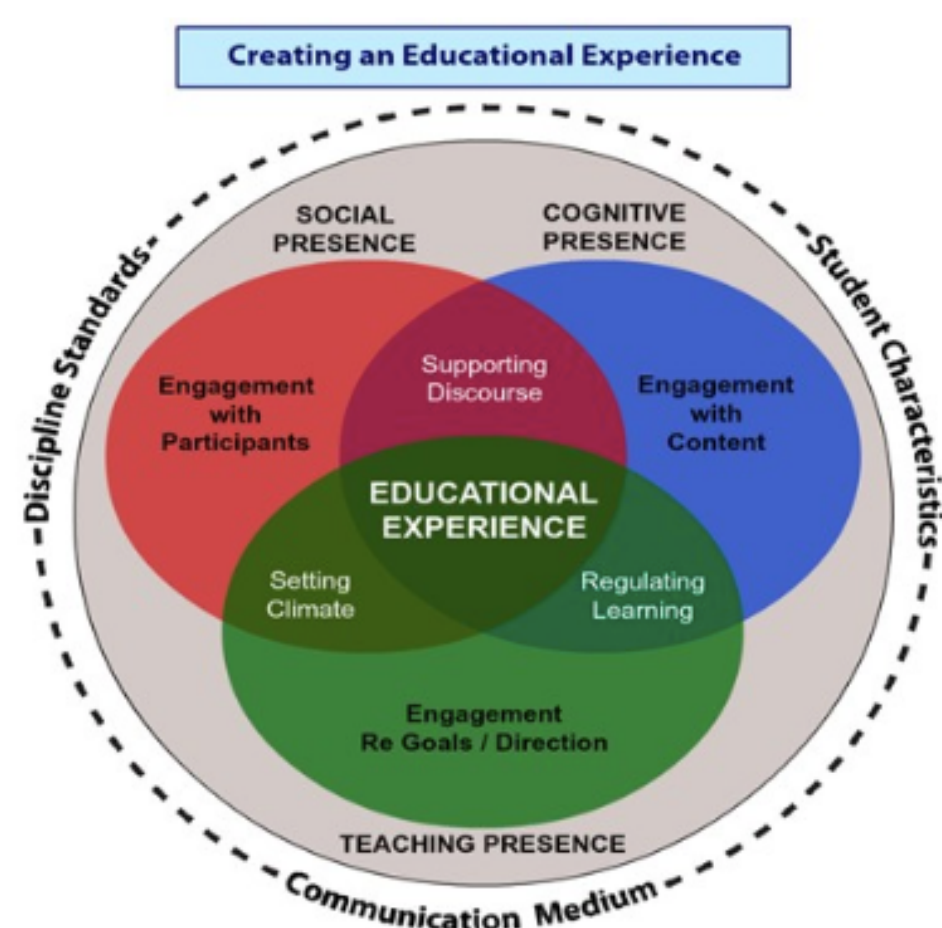 Creating an Educational Experience
SOCIAL
PRESENCE
COGNITIVE
PRESENCE
Discipline Standards
Student Characteristics
Engagement
with
Participants
Supporting
Discourse
Engagement
with
Content
EDUCATIONAL
EXPERIENCE
Setting
Climate
Regulating
Learning
Engagement
Re Goals / Direction
TEACHING PRESENCE
Communication Medium